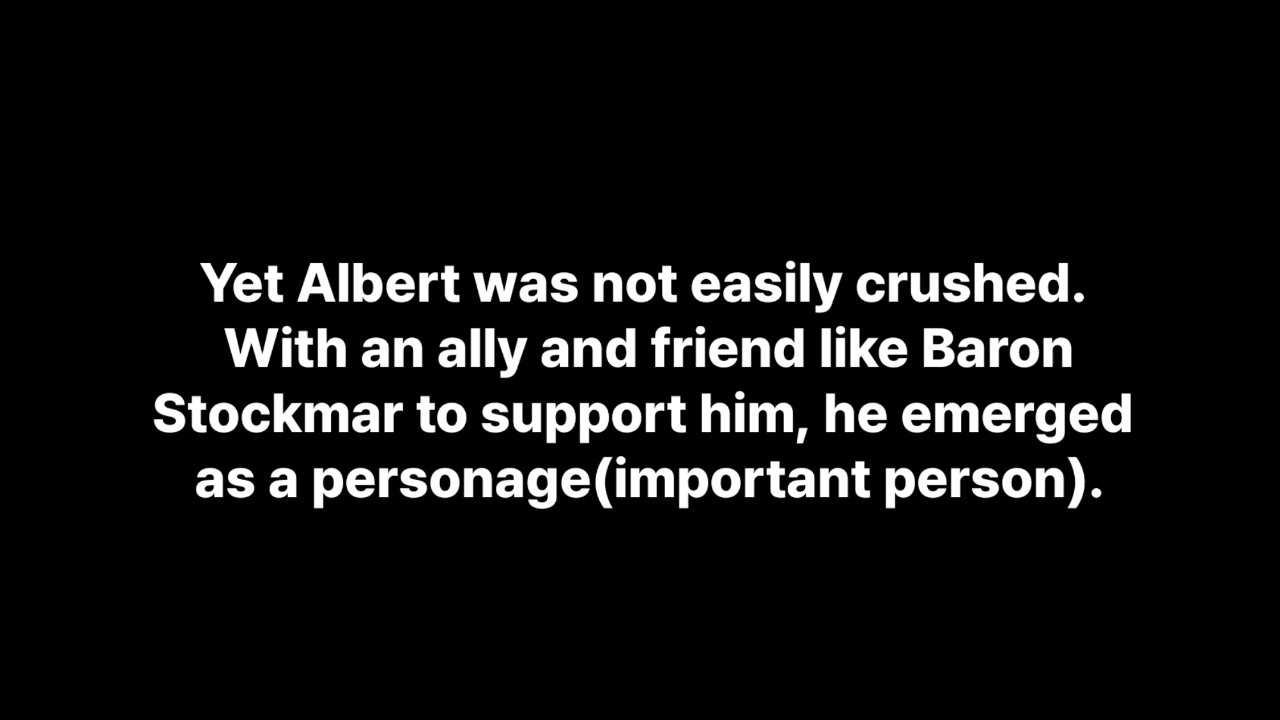 Yet Albert was not easily crushed.
With an ally and friend like Baron
Stockmar to support him, he emerged
as a personage(important person).